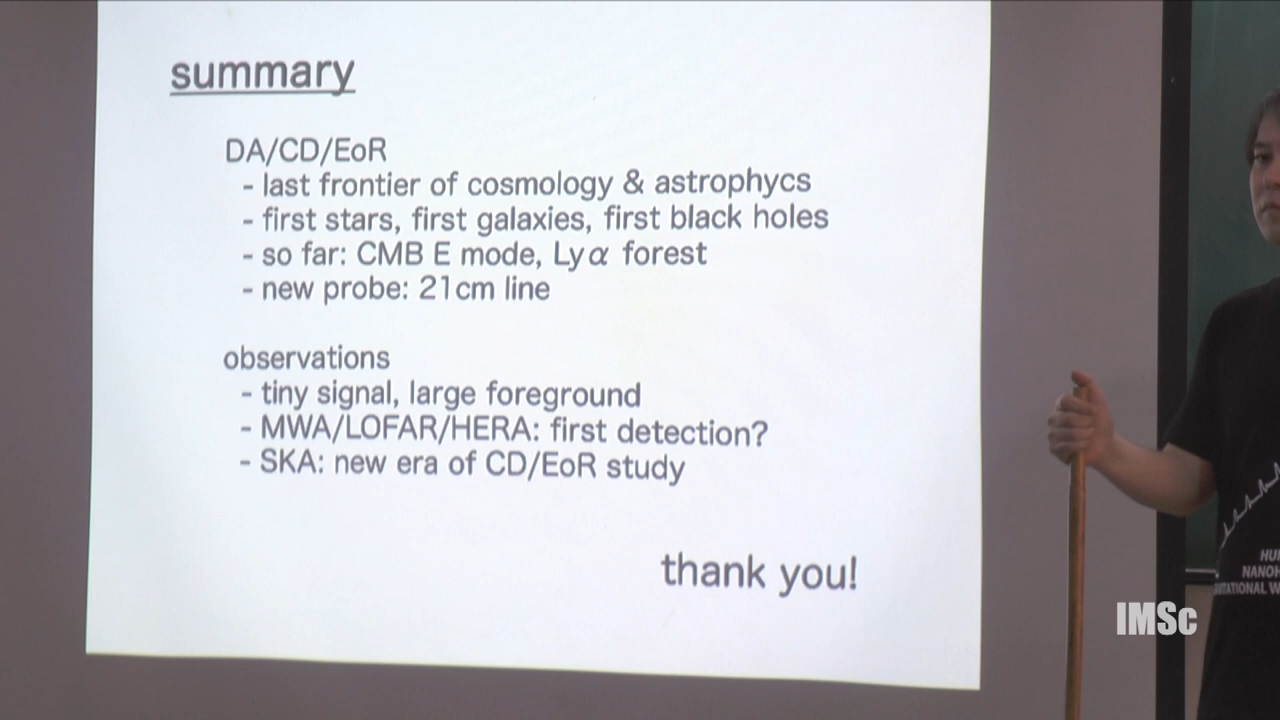 summary
DA/CD/EoR
- last frontier of cosmology & astrophycs
- first stars, first galaxies, first black holes
- so far: CMB E mode, Lyα forest
- new probe: 21cm line
observations
- tiny signal, large foreground
- MWA/LOFAR/HERA: first detection?
- SKA: new era of CD/EoR study
thank you!
IMSc